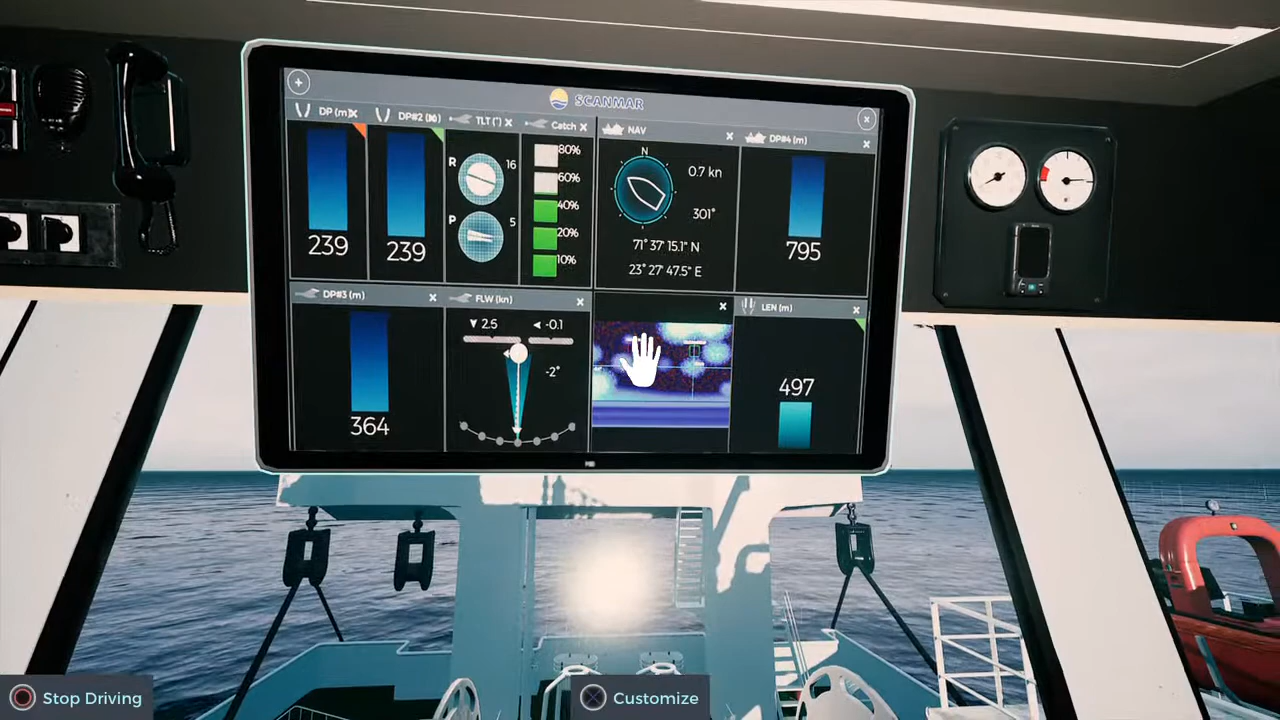 SCANMAR
DP (m)
DP#2 (m)
TLT (°)
Catch
NAV
DP#4 (m)
R
16
P
5
80%
60%
40%
20%
10%
N
0.7 kn
301°
71° 37' 15.1" N
23° 27' 47.5" E
239
239
795
DP#3 (m)
FLW (kn)
LEN (m)
2.5
-0.1
-2°
364
497
Stop Driving
Customize